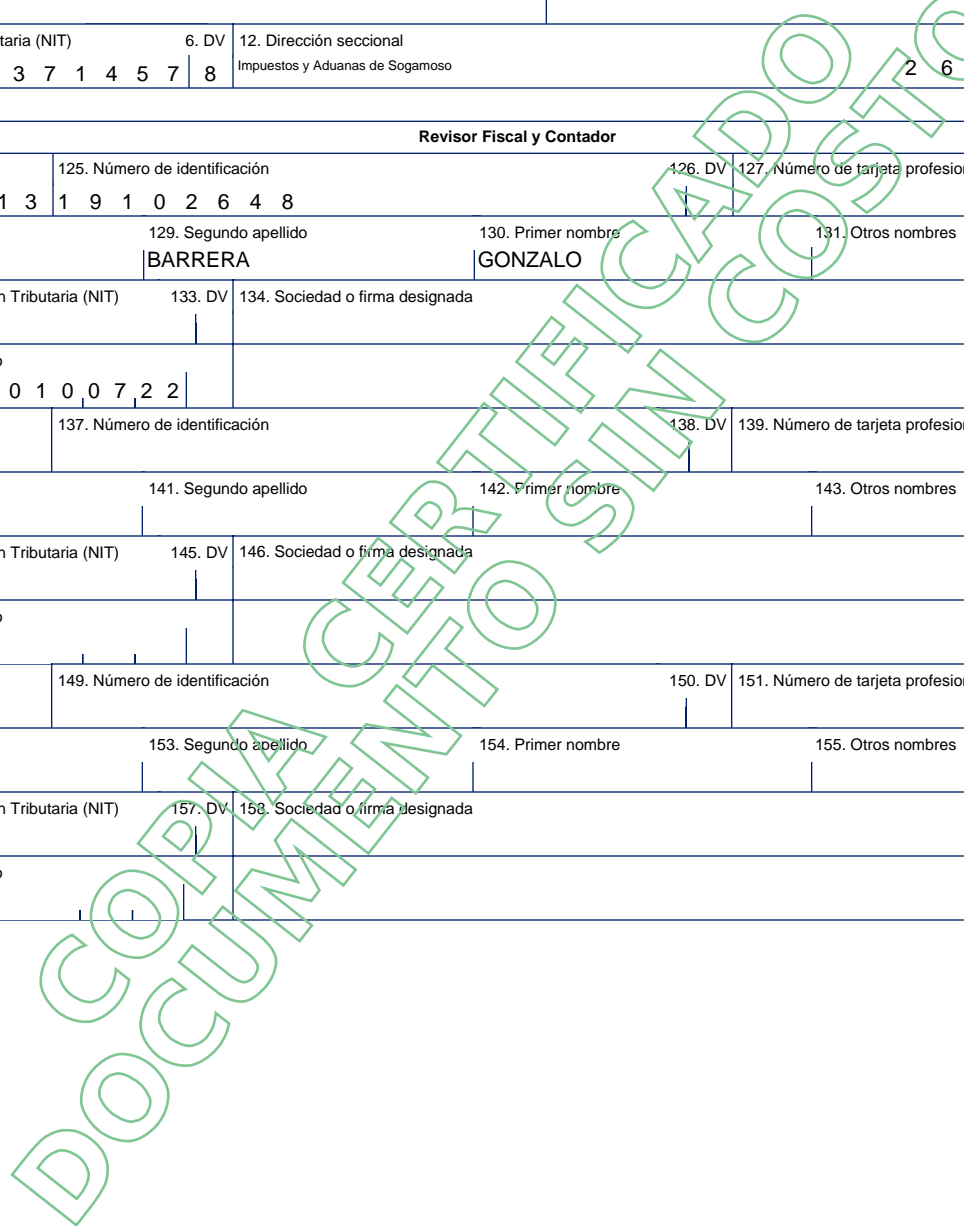 taria (NIT) 6. DV 12. Dirección seccional
3 7 1 4 5 7 8 Impuestos y Aduanas de Sogamoso 2 6
Revisor Fiscal y Contador
125. Número de identificación 126. DV 127. Número de tarjeta profesion
1 3 1 9 1 0 2 6 4 8
129. Segundo apellido 130. Primer nombre 131. Otros nombres
BARRERA GONZALO
n Tributaria (NIT) 133. DV 134. Sociedad o firma designada
o
0 1 0 0 7 2 2
137. Número de identificación 138. DV 139. Número de tarjeta profesion
141. Segundo apellido 142. Primer nombre 143. Otros nombres
n Tributaria (NIT) 145. DV 146. Sociedad o firma designada
o
149. Número de identificación 150. DV 151. Número de tarjeta profesion
153. Segundo apellido 154. Primer nombre 155. Otros nombres
n Tributaria (NIT) 157. DV 158. Sociedad o firma designada
o
COPIA CERTIFICADO
DOCUMENTO SIN COSTO